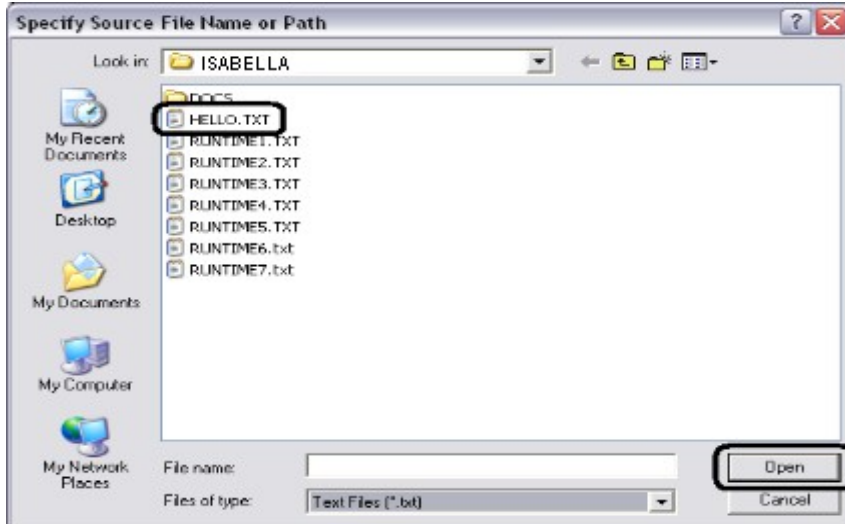 Specify Source File Name or Path
Look in: ISABELLA
DOCS
HELLO.TXT
RUNTIME1.TXT
RUNTIME2.TXT
RUNTIME3.TXT
RUNTIME4.TXT
RUNTIME5.TXT
RUNTIME6.txt
RUNTIME7.txt
My Recent
Documents
Desktop
My Documents
My Computer
My Network
Places
File name: Open
Files of type: Text Files (*.txt) Cancel